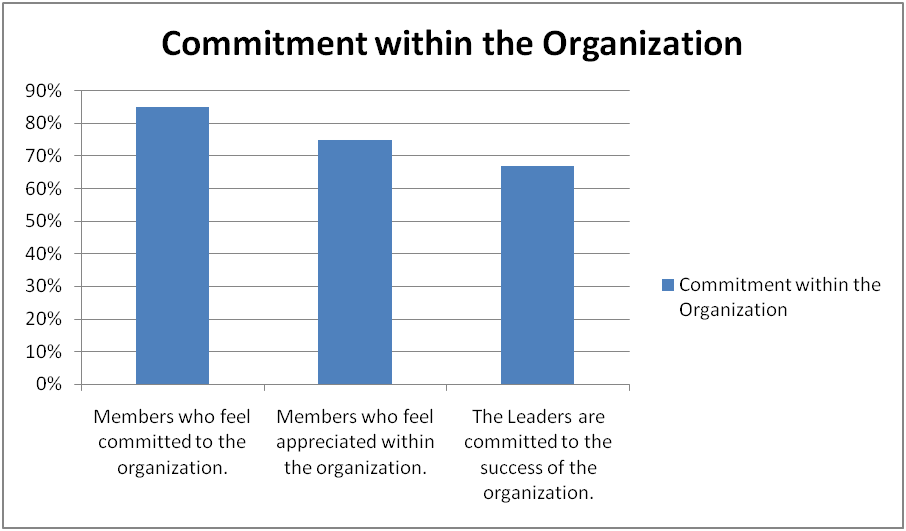 Commitment within the Organization
90%
80%
70%
60%
50%
40%
30%
20%
10%
0%
Members who feel
committed to the
organization.
Members who feel
appreciated within
the organization.
The Leaders are
committed to the
success of the
organization.
Commitment within the
Organization